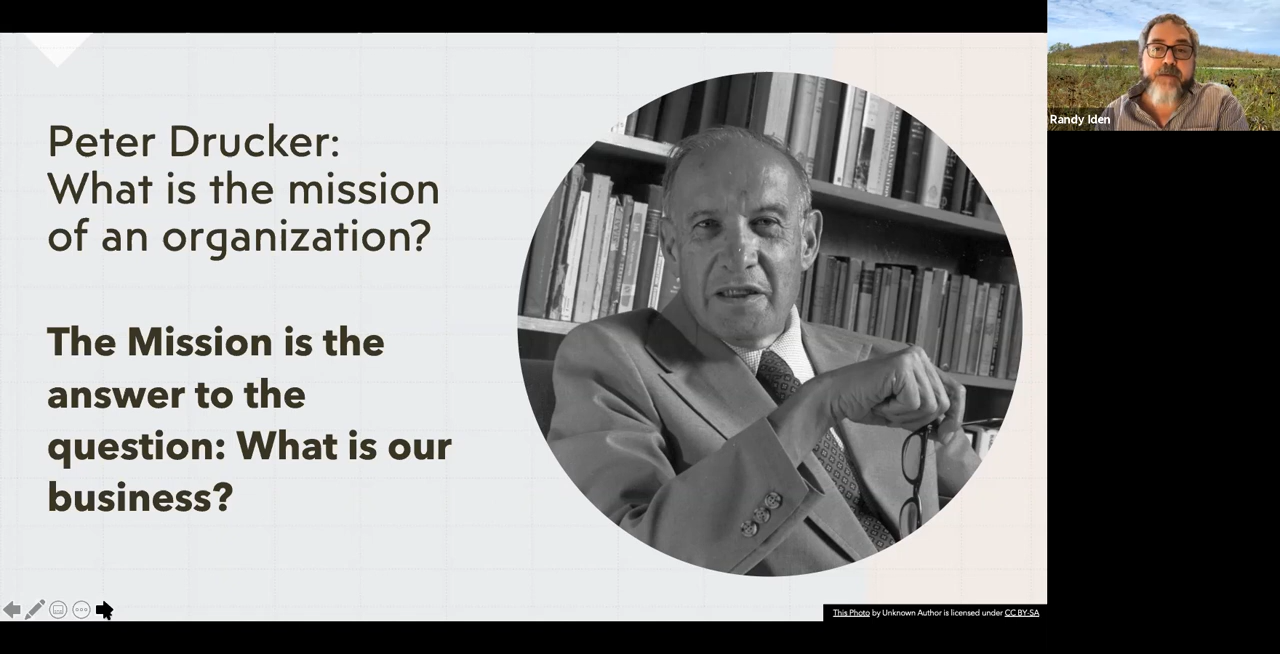 Peter Drucker:
What is the mission
of an organization?
The Mission is the
answer to the
question: What is our
business?
Randy Iden
This Photo by Unknown Author is licensed under CC BY-SA